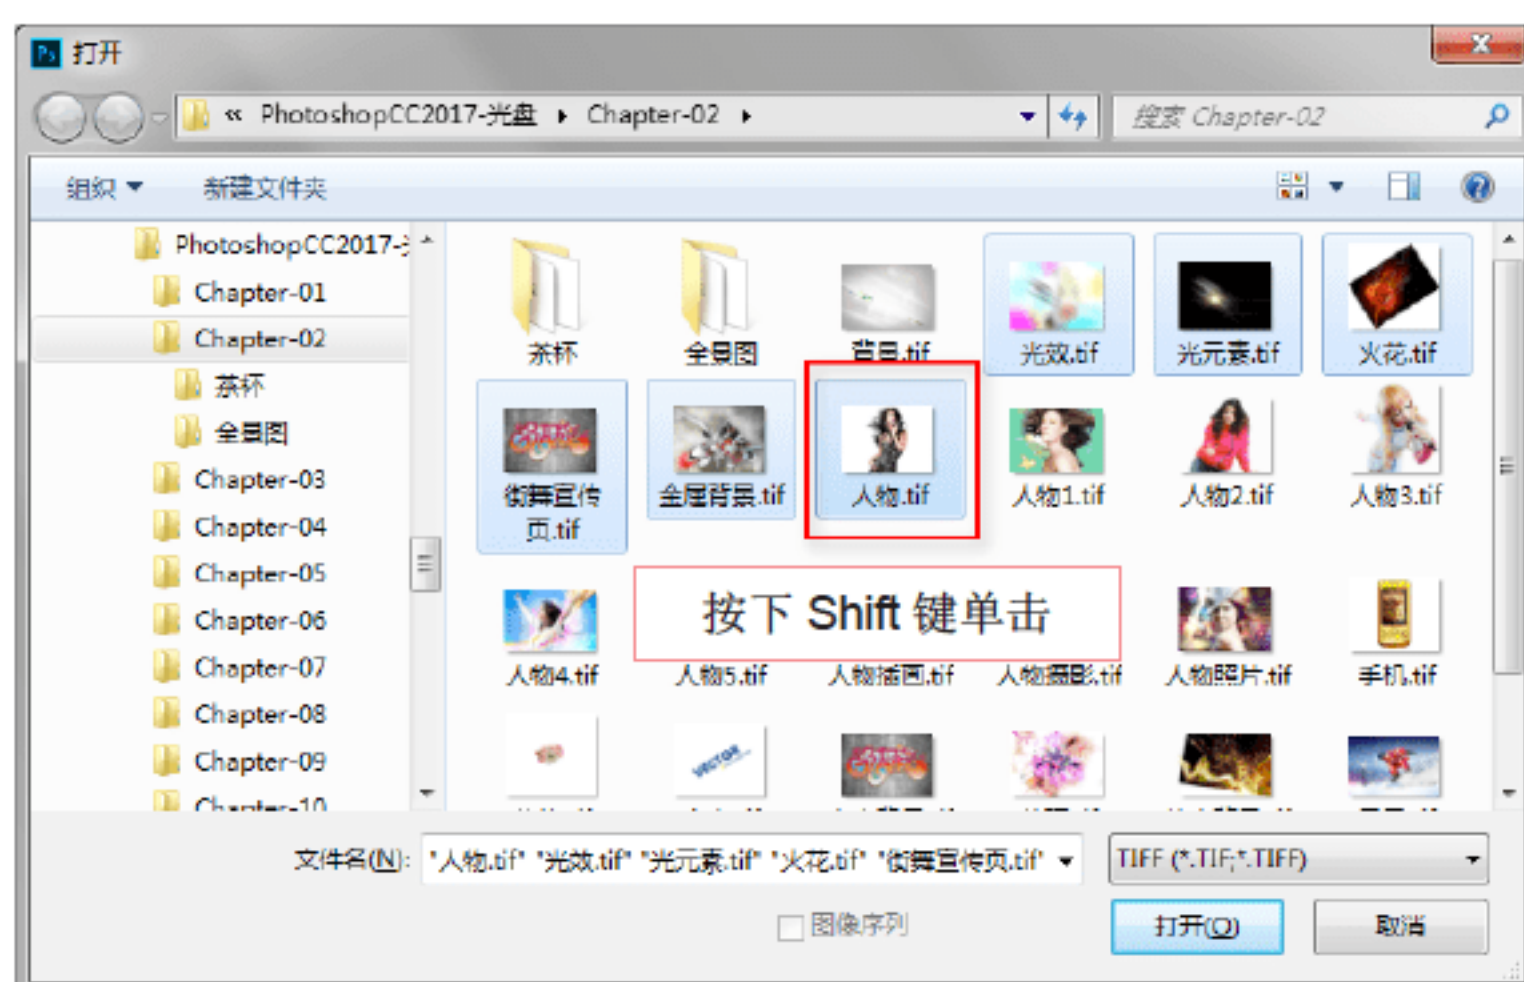 Ps 打开
« PhotoshopCC2017-光盘 ▸ Chapter-02 ▸
搜索 Chapter-02
组织 新建文件夹
PhotoshopCC2017-
Chapter-01
Chapter-02
茶杯
全景图
Chapter-03
Chapter-04
Chapter-05
Chapter-06
Chapter-07
Chapter-08
Chapter-09
Chapter-10
茶杯 全景图 背景.tif 光效.tif 光元素.tif 火花.tif
街舞宣传 金属背景.tif 人物.tif 人物1.tif 人物2.tif 人物3.tif
页.tif
按下 Shift 键单击
人物4.tif 人物5.tif 人物插画.tif 人物摄影.tif 人物照片.tif 手机.tif
VECTOR
文件名(N): "人物.tif" "光效.tif" "光元素.tif" "火花.tif" "街舞宣传页.tif" TIFF (*.TIF;*.TIFF)
图像序列
打开(O) 取消